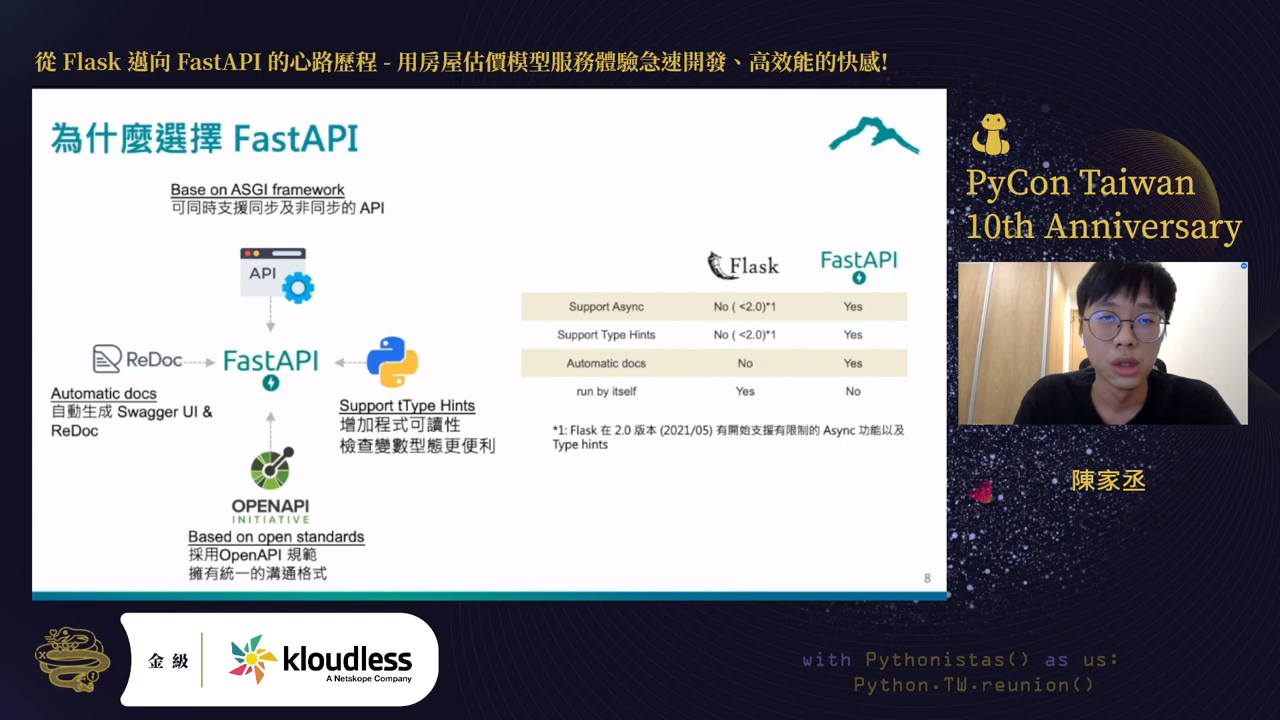 從 Flask 邁向 FastAPI 的心路歷程 - 用房屋估價模型服務體驗急速開發、高效能的快感!
為什麼選擇 FastAPI
Base on ASGI framework
可同時支援同步及非同步的 API
API
ReDoc
FastAPI
Automatic docs
自動生成 Swagger UI &
ReDoc
Support tType Hints
增加程式可讀性
檢查變數型態更便利
OPENAPI
INITIATIVE
Based on open standards
採用OpenAPI 規範
擁有統一的溝通格式
Flask FastAPI
Support Async No ( <2.0)*1 Yes
Support Type Hints No ( <2.0)*1 Yes
Automatic docs No Yes
run by itself Yes No
*1: Flask 在 2.0 版本 (2021/05) 有開始支援有限制的 Async 功能以及
Type hints
8
PyCon Taiwan
10th Anniversary
陳家丞
金級
kloudless
A Netskope Company
with Pythonistas() as us:
Python.TW.reunion()